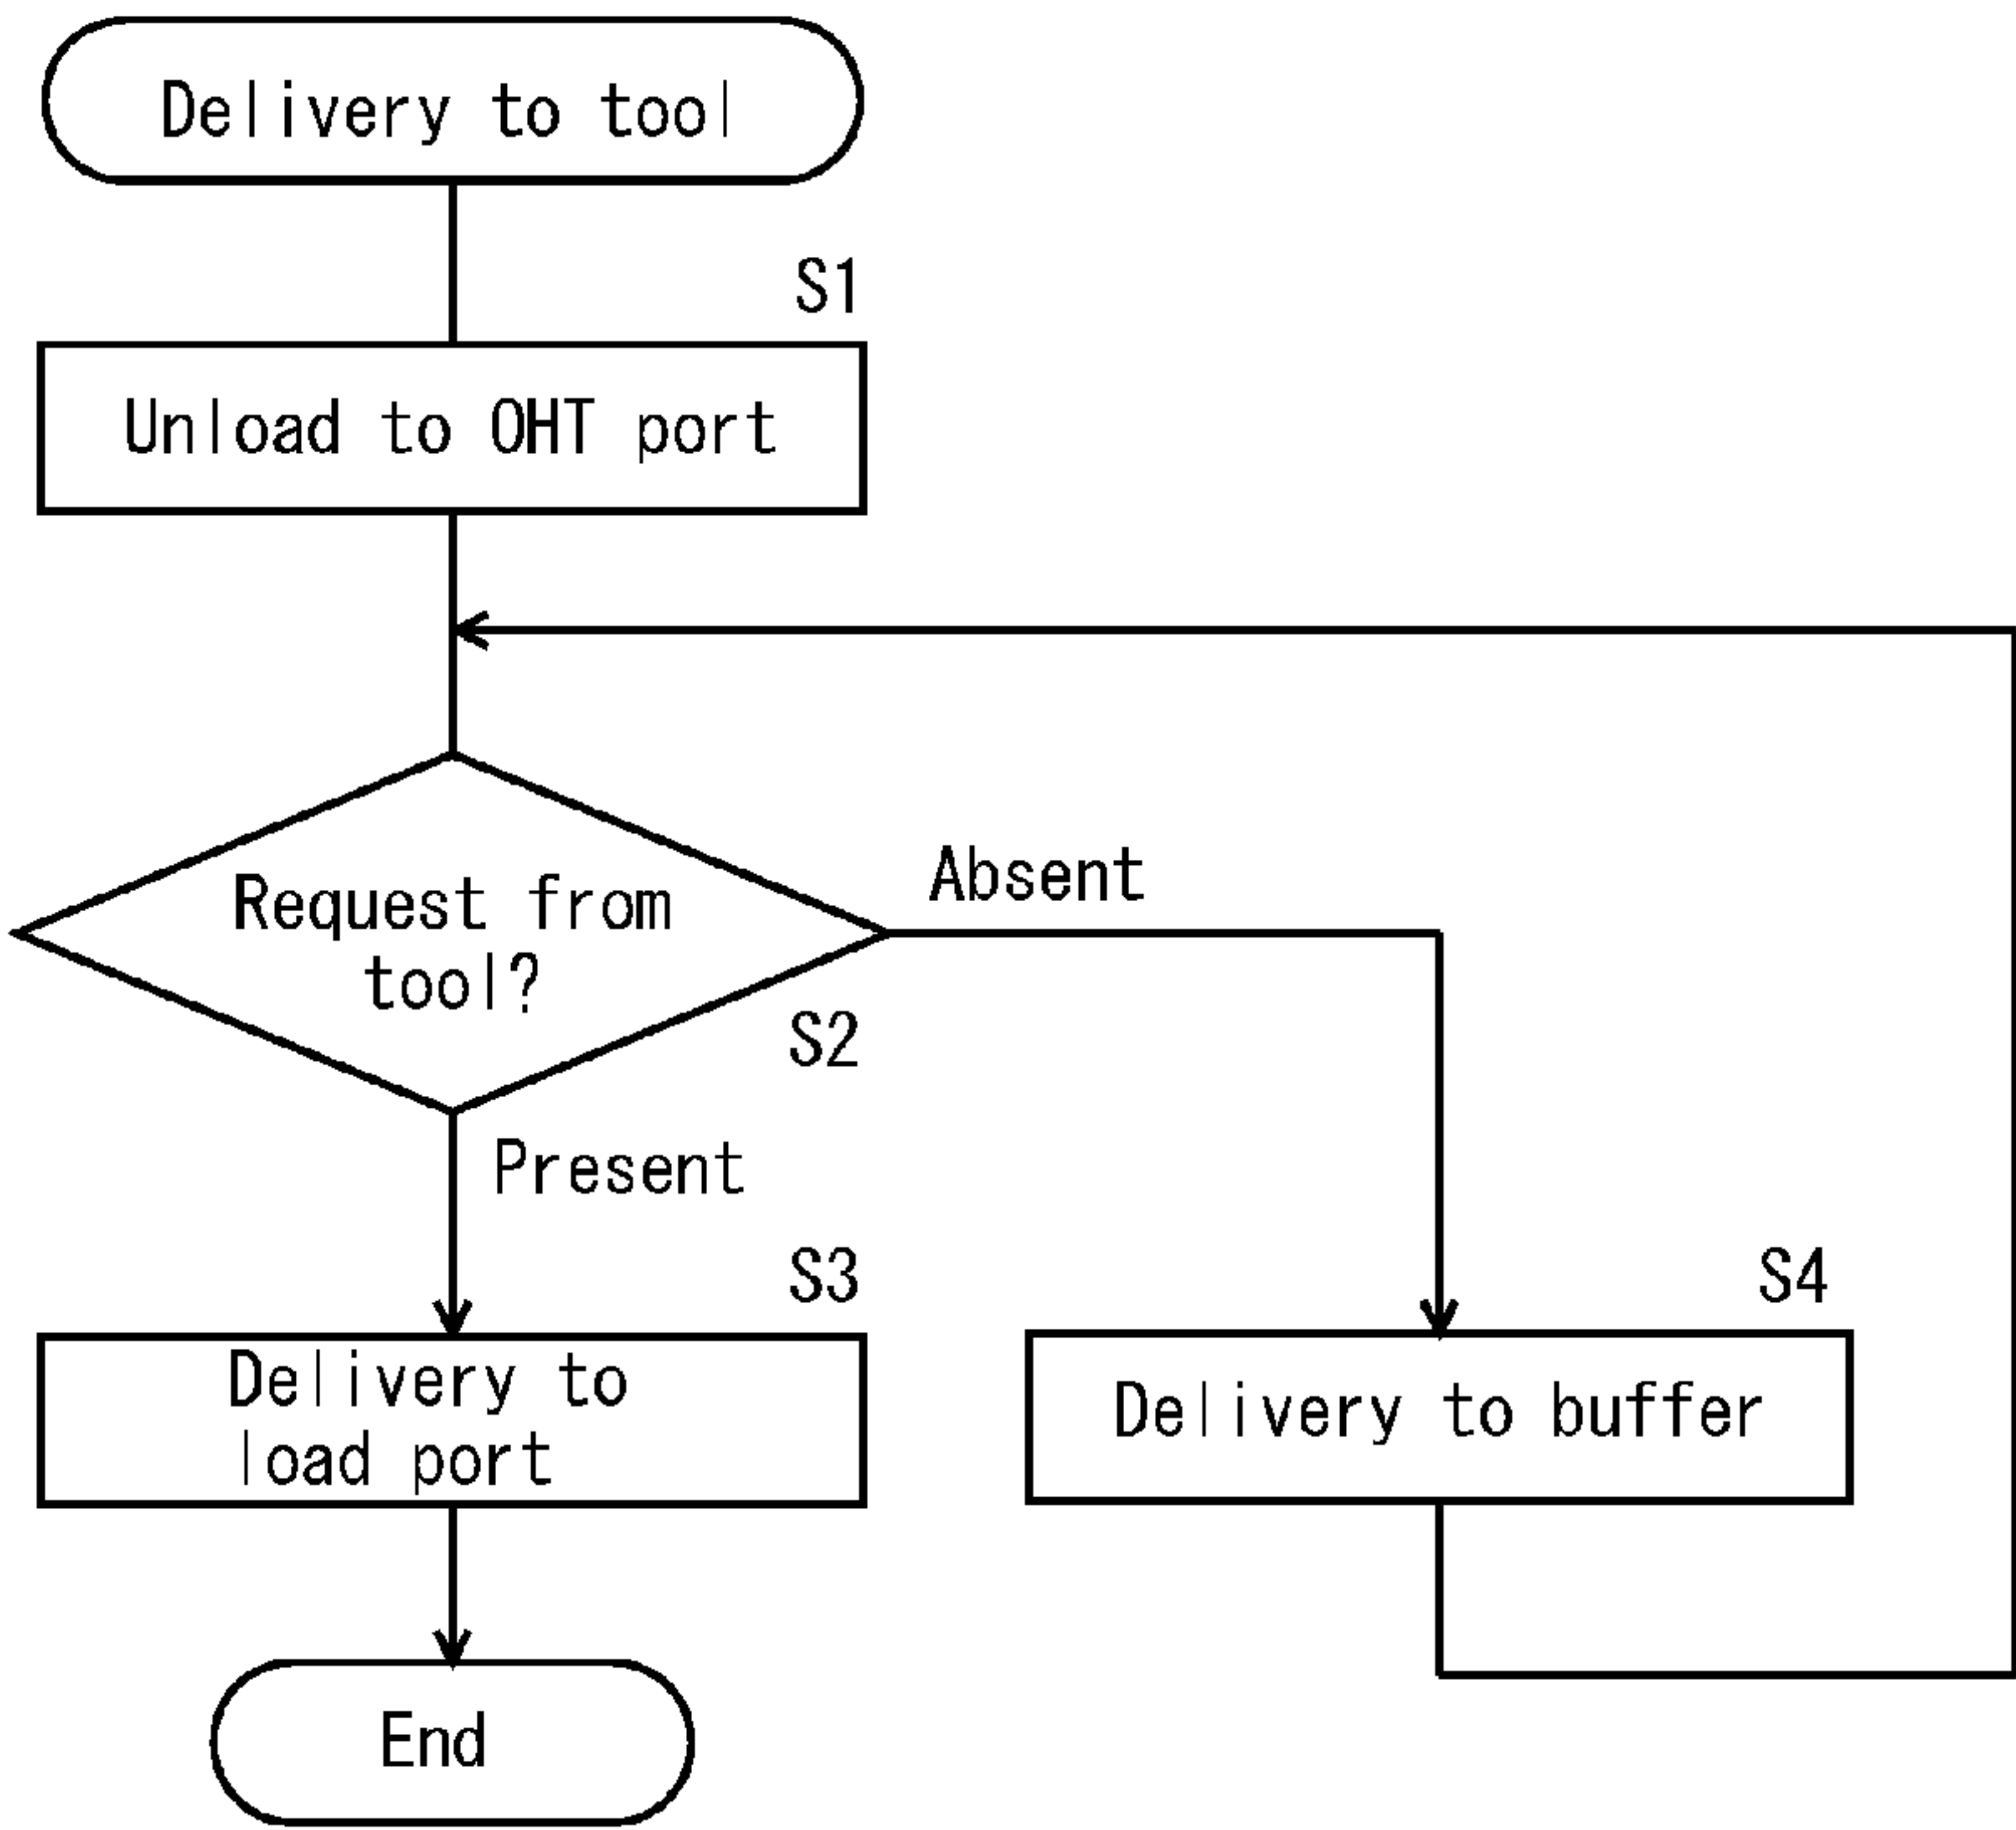 Delivery to tool
S1
Unload to OHT port
Absent
Request from
tool?
S2
Present
S3
S4
Delivery to
load port
Delivery to buffer
End